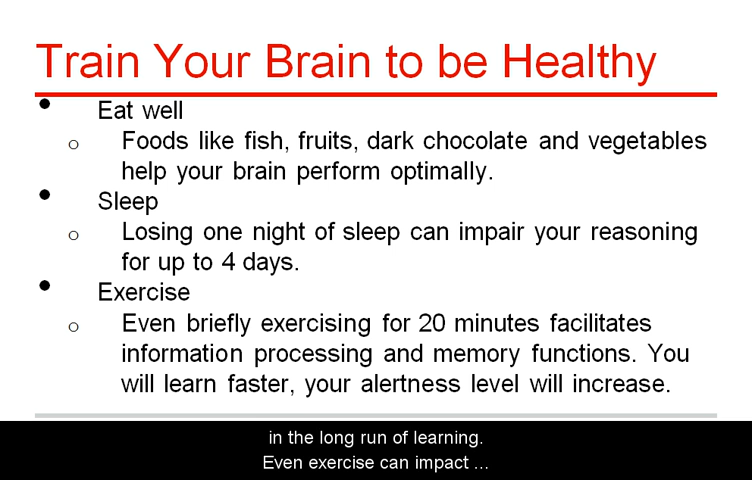 Train Your Brain to be Healthy
• Eat well
o Foods like fish, fruits, dark chocolate and vegetables
help your brain perform optimally.
• Sleep
o Losing one night of sleep can impair your reasoning
for up to 4 days.
• Exercise
o Even briefly exercising for 20 minutes facilitates
information processing and memory functions. You
will learn faster, your alertness level will increase.
in the long run of learning.
Even exercise can impact ...